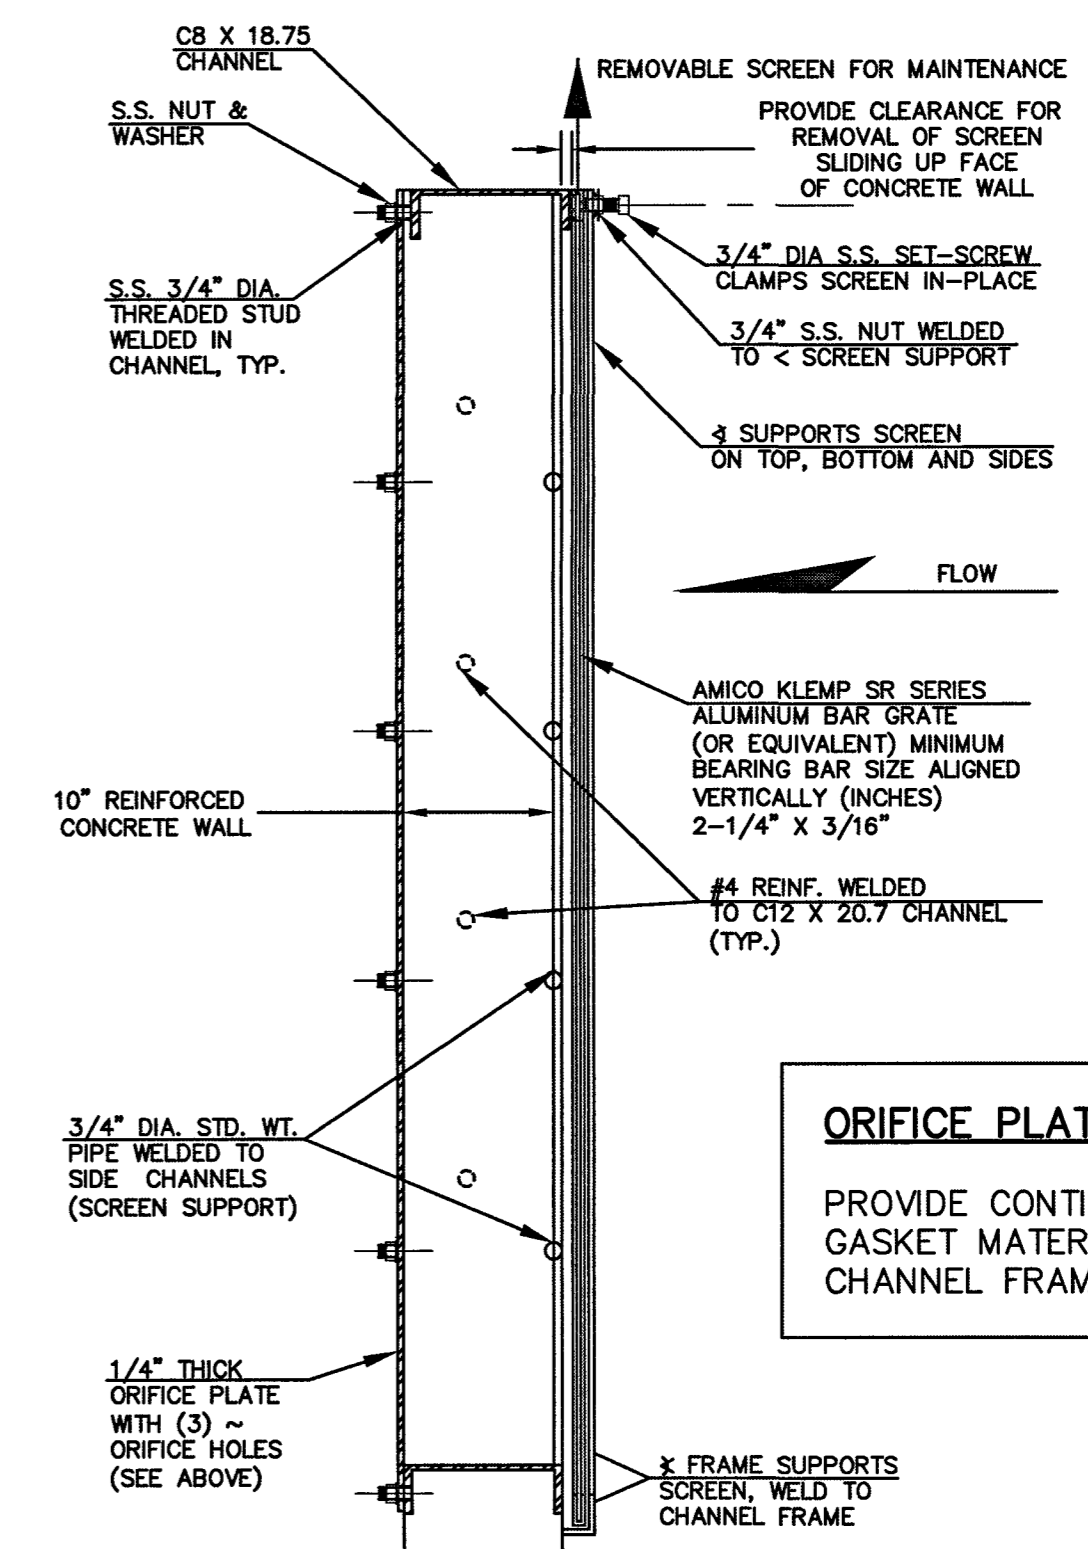 C8 X 18.75
CHANNEL
S.S. NUT &
WASHER
S.S. 3/4" DIA.
THREADED STUD
WELDED IN
CHANNEL, TYP.
REMOVABLE SCREEN FOR MAINTENANCE
PROVIDE CLEARANCE FOR
REMOVAL OF SCREEN
SLIDING UP FACE
OF CONCRETE WALL
3/4" DIA S.S. SET-SCREW
CLAMPS SCREEN IN-PLACE
3/4" S.S. NUT WELDED
TO < SCREEN SUPPORT
∢ SUPPORTS SCREEN
ON TOP, BOTTOM AND SIDES
FLOW
AMICO KLEMP SR SERIES
ALUMINUM BAR GRATE
(OR EQUIVALENT) MINIMUM
BEARING BAR SIZE ALIGNED
VERTICALLY (INCHES)
2-1/4" X 3/16"
10" REINFORCED
CONCRETE WALL
#4 REINF. WELDED
TO C12 X 20.7 CHANNEL
(TYP.)
3/4" DIA. STD. WT.
PIPE WELDED TO
SIDE CHANNELS
(SCREEN SUPPORT)
ORIFICE PLAT
PROVIDE CONTI
GASKET MATER
CHANNEL FRAM
1/4" THICK
ORIFICE PLATE
WITH (3) ~
ORIFICE HOLES
(SEE ABOVE)
∢ FRAME SUPPORTS
SCREEN, WELD TO
CHANNEL FRAME